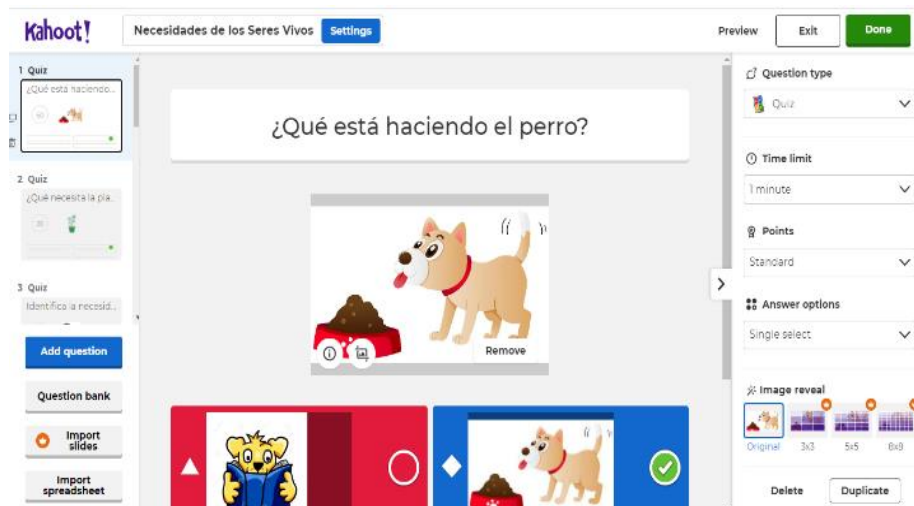 Kahoot!
Necesidades de los Seres Vivos
Settings
Preview
Exit
Done
1 Quiz
¿Qué está haciendo...
60
2 Quiz
¿Qué necesita la pla...
3 Quiz
Identifica la necesid...
Add question
Question bank
Import
slides
Import
spreadsheet
¿Qué está haciendo el perro?
Remove
Question type
Quiz
Time limit
1 minute
Points
Standard
Answer options
Single select
Image reveal
Original
3x3
5x5
8x8
Delete
Duplicate